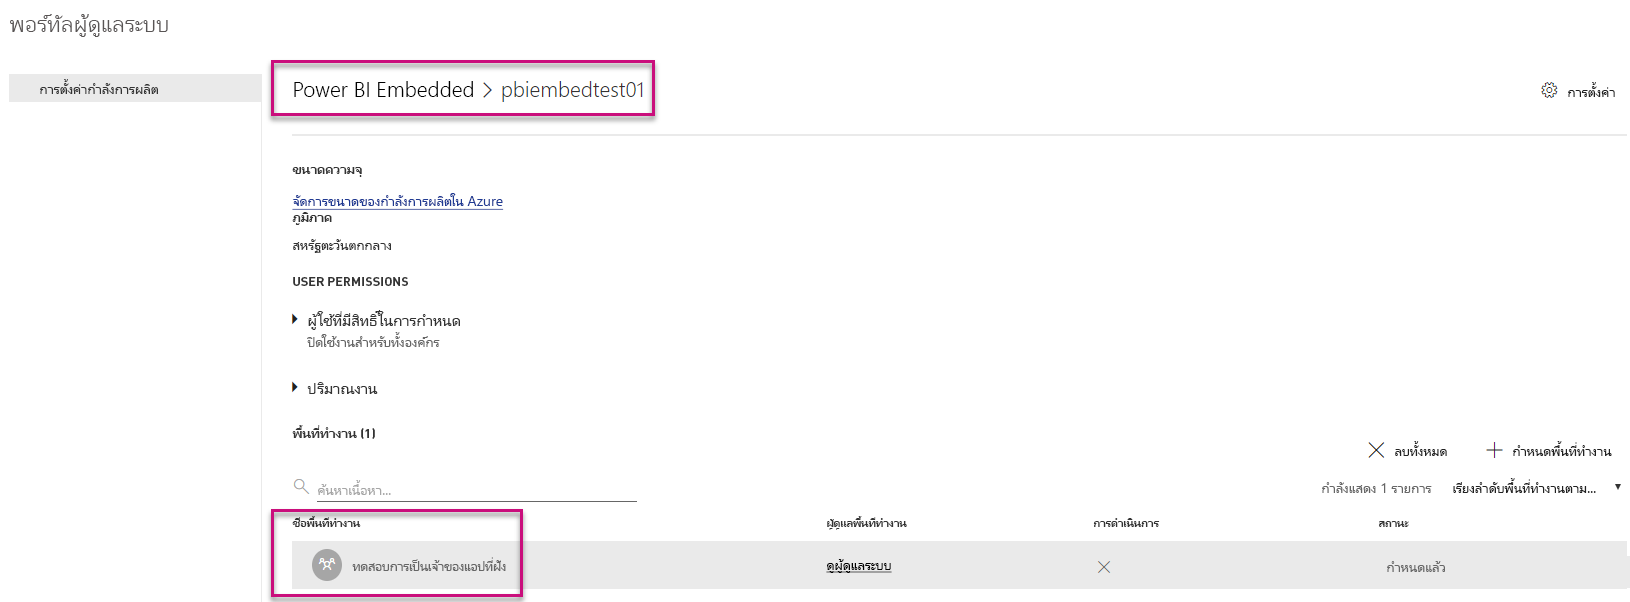 พอร์ทัลผู้ดูแลระบบ
การตั้งค่ากำลังการผลิต
Power BI Embedded > pbiembedtest01
การตั้งค่า
ขนาดความจุ
จัดการขนาดของกำลังการผลิตใน Azure
ภูมิภาค
สหรัฐตะวันตกกลาง
USER PERMISSIONS
ผู้ใช้ที่มีสิทธิ์ในการกำหนด
ปิดใช้งานสำหรับทั้งองค์กร
ปริมาณงาน
พื้นที่ทำงาน (1)
ลบทั้งหมด
กำหนดพื้นที่ทำงาน
ค้นหาเนื้อหา...
กำลังแสดง 1 รายการ
เรียงลำดับพื้นที่ทำงานตาม...
ชื่อพื้นที่ทำงาน
ผู้ดูแลพื้นที่ทำงาน
การดำเนินการ
สถานะ
ทดสอบการเป็นเจ้าของแอปที่ฝัง
ดูผู้ดูแลระบบ
กำหนดแล้ว